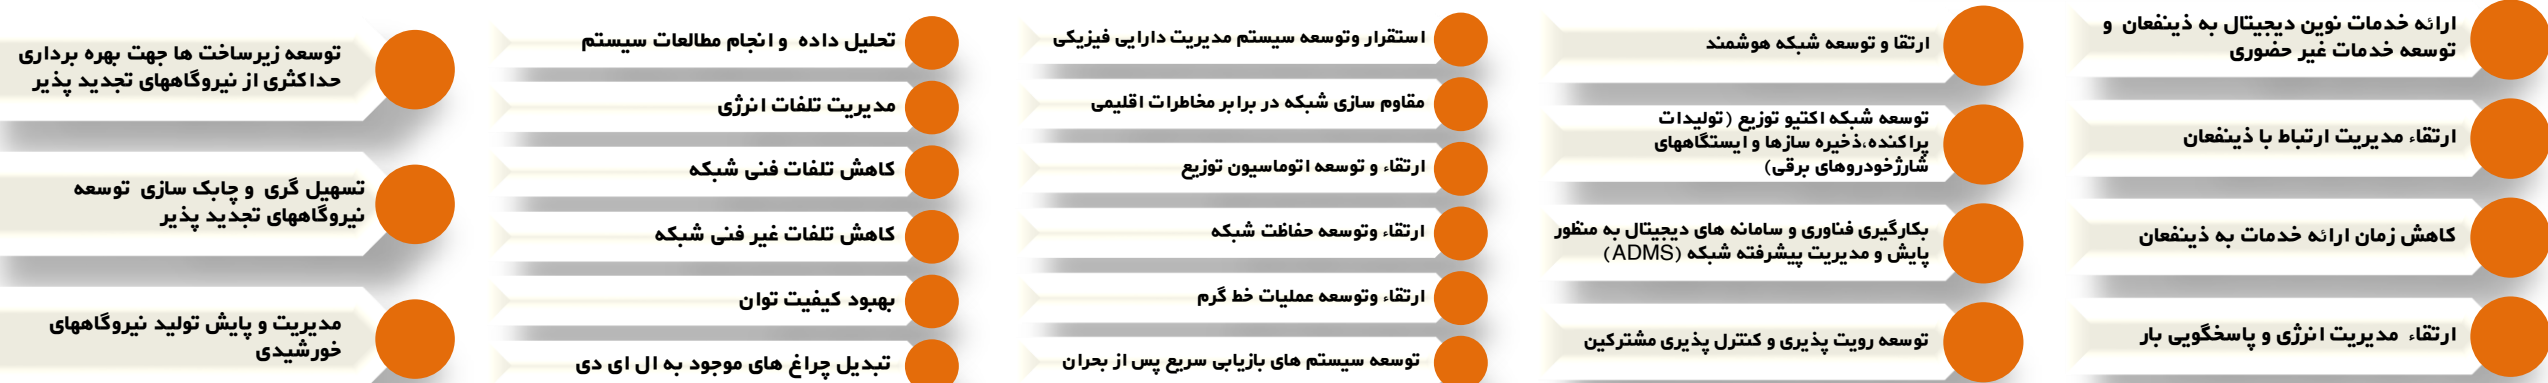 ارائه خدمات نوین دیجیتال به ذینفعان و
توسعه خدمات غیر حضوری
ارتقاء مدیریت ارتباط با ذینفعان
کاهش زمان ارائه خدمات به ذینفعان
ارتقاء مدیریت انرژی و پاسخگویی بار
ارتقا و توسعه شبکه هوشمند
توسعه شبکه اکتیو توزیع (تولیدات
پراکنده،ذخیره سازها و ایستگاههای
شارژخودروهای برقی)
بکارگیری فناوری و سامانه های دیجیتال به منظور
پایش و مدیریت پیشرفته شبکه (ADMS)
توسعه رویت پذیری و کنترل پذیری مشترکین
استقرار وتوسعه سیستم مدیریت دارایی فیزیکی
مقاوم سازی شبکه در برابر مخاطرات اقلیمی
ارتقاء و توسعه اتوماسیون توزیع
ارتقاء وتوسعه حفاظت شبکه
ارتقاء وتوسعه عملیات خط گرم
توسعه سیستم های بازیابی سریع پس از بحران
تحلیل داده و انجام مطالعات سیستم
مدیریت تلفات انرژی
کاهش تلفات فنی شبکه
کاهش تلفات غیر فنی شبکه
بهبود کیفیت توان
تبدیل چراغ های موجود به ال ای دی
توسعه زیرساخت ها جهت بهره برداری
حداکثری از نیروگاههای تجدید پذیر
تسهیل گری و چابک سازی توسعه
نیروگاههای تجدید پذیر
مدیریت و پایش تولید نیروگاههای
خورشیدی